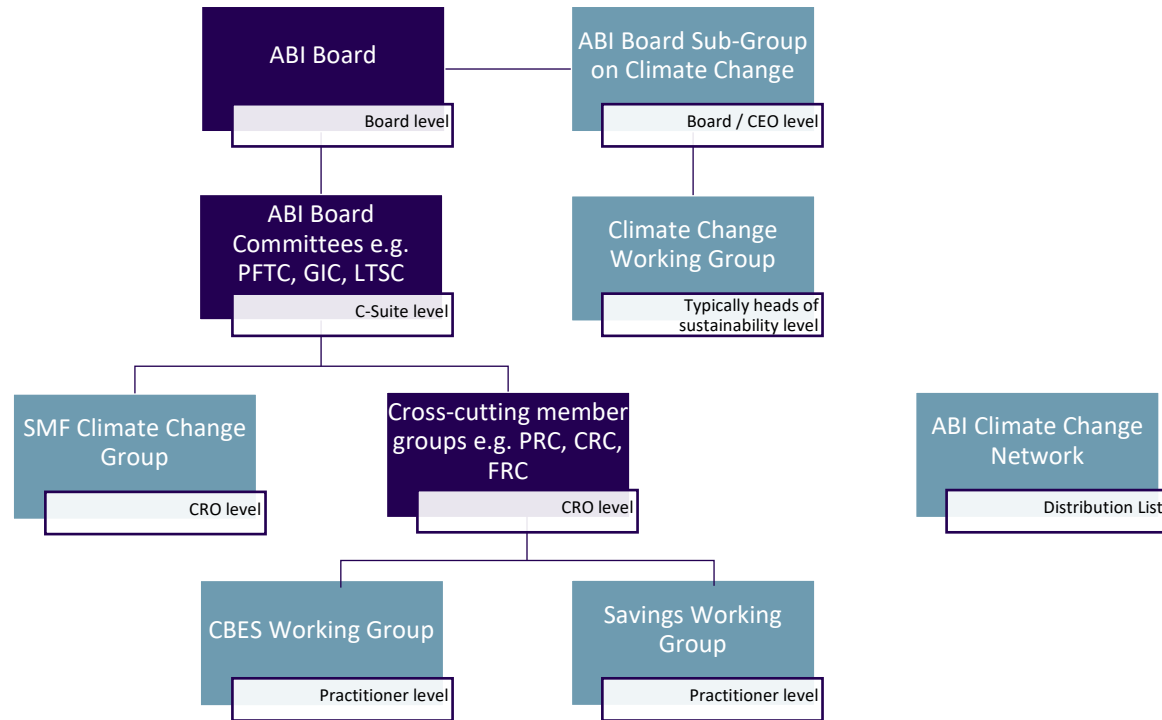 ABI Board
Board level
ABI Board Sub-Group
on Climate Change
Board / CEO level
ABI Board
Committees e.g.
PFTC, GIC, LTSC
C-Suite level
Climate Change
Working Group
Typically heads of
sustainability level
SMF Climate Change
Group
CRO level
Cross-cutting member
groups e.g. PRC, CRC,
FRC
CRO level
ABI Climate Change
Network
Distribution List
CBES Working Group
Practitioner level
Savings Working
Group
Practitioner level